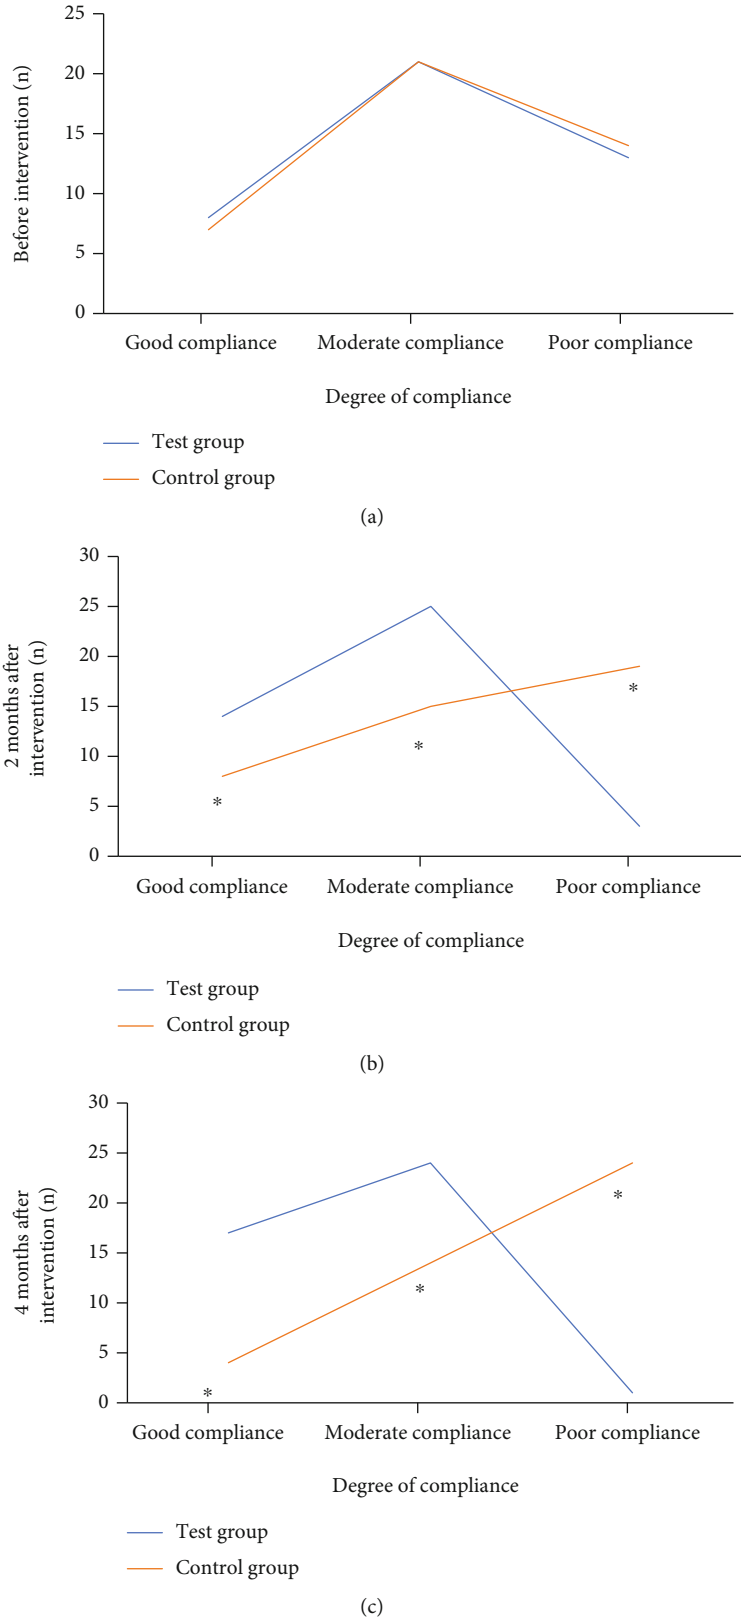 25
20
15
10
5
0
Before intervention (n)
Good compliance
Moderate compliance
Poor compliance
Degree of compliance
Test group
Control group
(a)
30
25
20
15
10
5
0
2 months after
intervention (n)
*
*
*
Good compliance
Moderate compliance
Poor compliance
Degree of compliance
Test group
Control group
(b)
30
25
20
15
10
5
0
4 months after
intervention (n)
*
*
*
Good compliance
Moderate compliance
Poor compliance
Degree of compliance
Test group
Control group
(c)